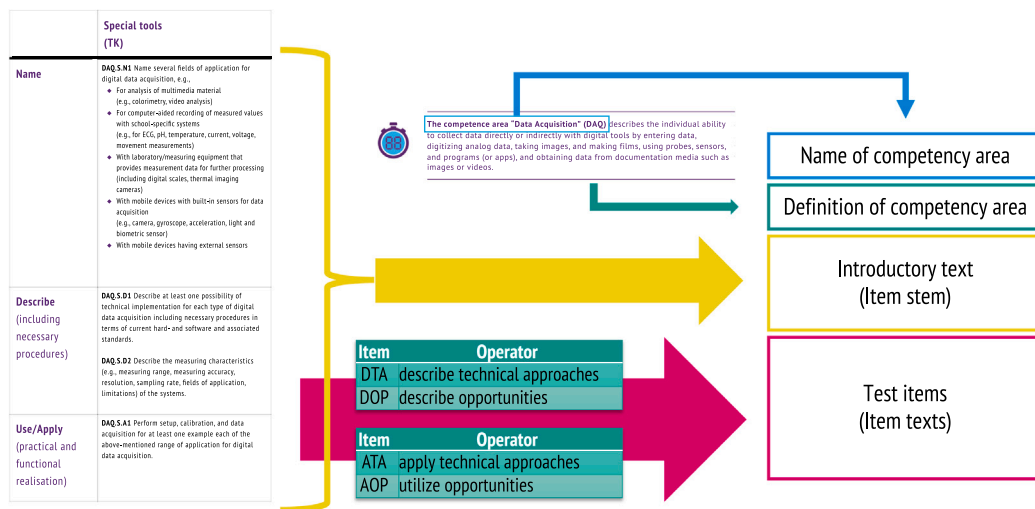 Special tools
(TK)
Name
DAQ.S.N1 Name several fields of application for
digital data acquisition, e.g.,
◆ For analysis of multimedia material
(e.g., colorimetry, video analysis)
◆ For computer-aided recording of measured values
with school-specific systems
(e.g., for ECG, pH, temperature, current, voltage,
movement measurements)
◆ With laboratory/measuring equipment that
provides measurement data for further processing
(including digital scales, thermal imaging
cameras)
◆ With mobile devices with built-in sensors for data
acquisition
(e.g., camera, gyroscope, acceleration, light and
biometric sensor)
◆ With mobile devices having external sensors
Describe
(including
necessary
procedures)
DAQ.S.D1 Describe at least one possibility of
technical implementation for each type of digital
data acquisition including necessary procedures in
terms of current hard- and software and associated
standards.
DAQ.S.D2 Describe the measuring characteristics
(e.g., measuring range, measuring accuracy,
resolution, sampling rate, fields of application,
limitations) of the systems.
Use/Apply
(practical and
functional
realisation)
DAQ.S.A1 Perform setup, calibration, and data
acquisition for at least one example each of the
above-mentioned range of application for digital
data acquisition.
88
The competence area "Data Acquisition" (DAQ) describes the individual ability
to collect data directly or indirectly with digital tools by entering data,
digitizing analog data, taking images, and making films, using probes, sensors,
and programs (or apps), and obtaining data from documentation media such as
images or videos.
Item Operator
DTA describe technical approaches
DOP describe opportunities
Item Operator
ATA apply technical approaches
AOP utilize opportunities
Name of competency area
Definition of competency area
Introductory text
(Item stem)
Test items
(Item texts)